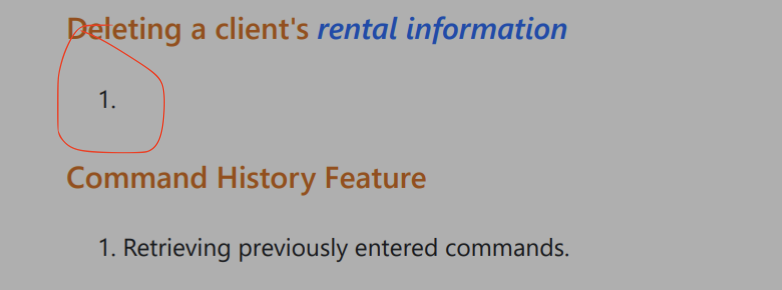 Deleting a client's rental information
1.
Command History Feature
1. Retrieving previously entered commands.